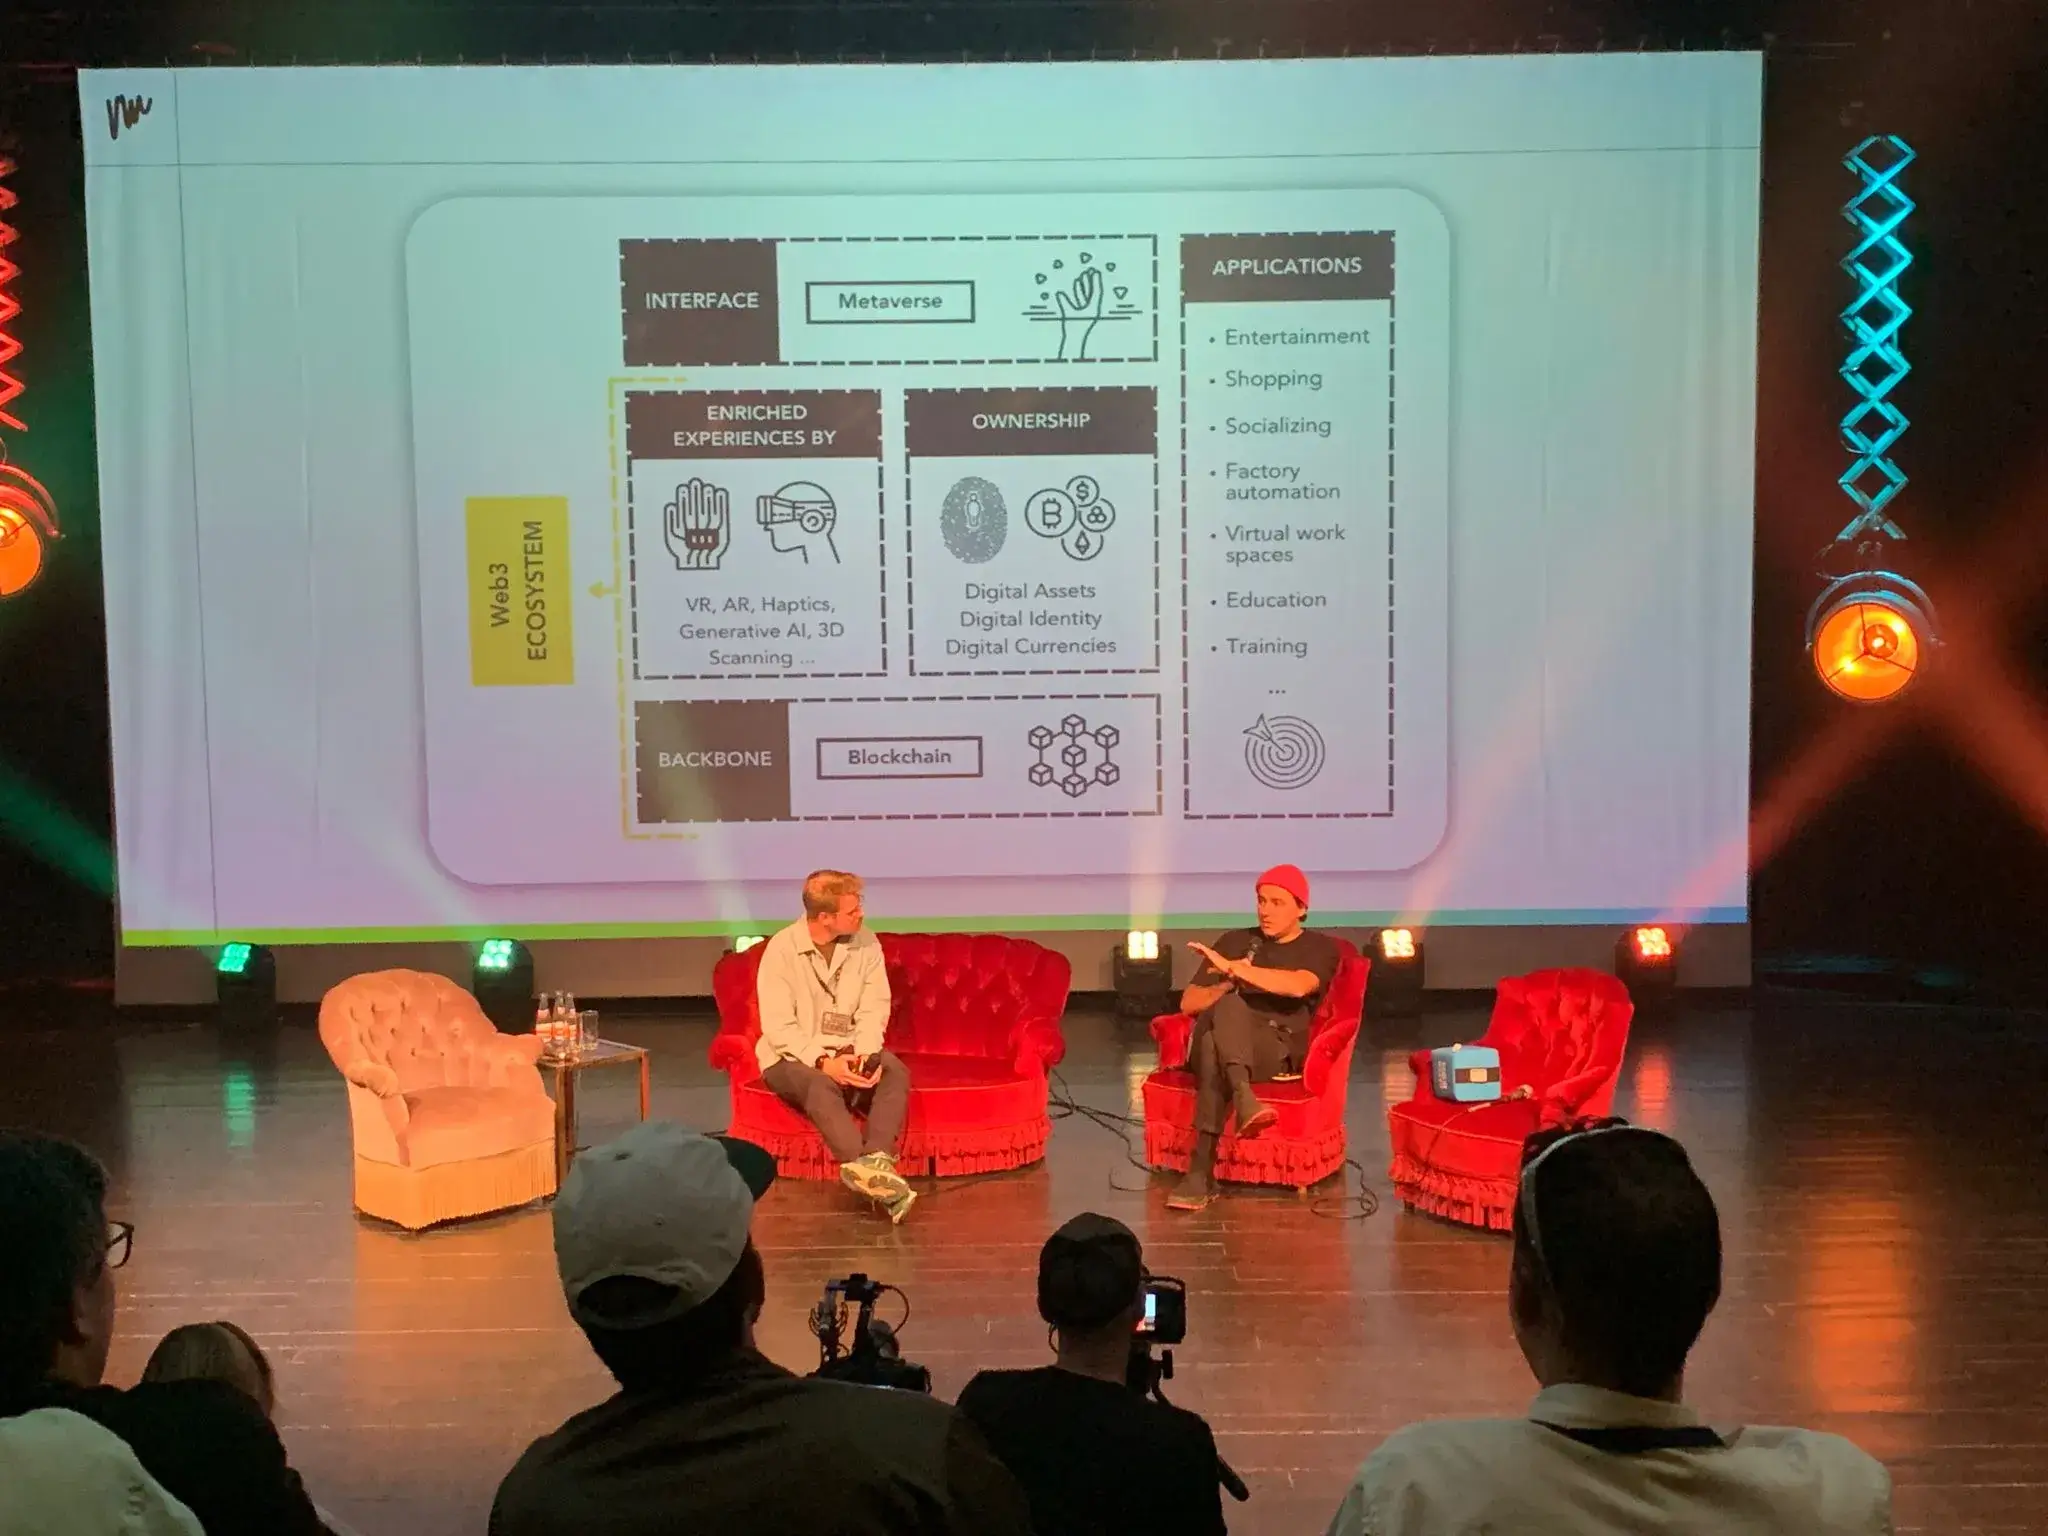 INTERFACE
Metaverse
ENRICHED
EXPERIENCES BY
VR, AR, Haptics,
Generative AI, 3D
Scanning ...
OWNERSHIP
Digital Assets
Digital Identity
Digital Currencies
BACKBONE
Blockchain
Web3
ECOSYSTEM
APPLICATIONS
• Entertainment
• Shopping
• Socializing
• Factory
automation
• Virtual work
spaces
• Education
• Training
...